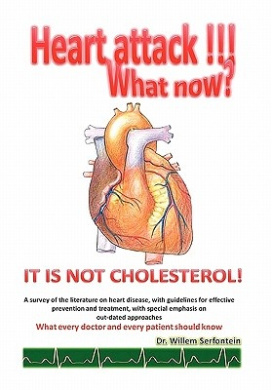 Heart attack !!!
What now?
IT IS NOT CHOLESTEROL!
A survey of the literature on heart disease, with guidelines for effective
prevention and treatment, with special emphasis on
out-dated approaches
What every doctor and every patient should know
Dr. Willem Serfontein